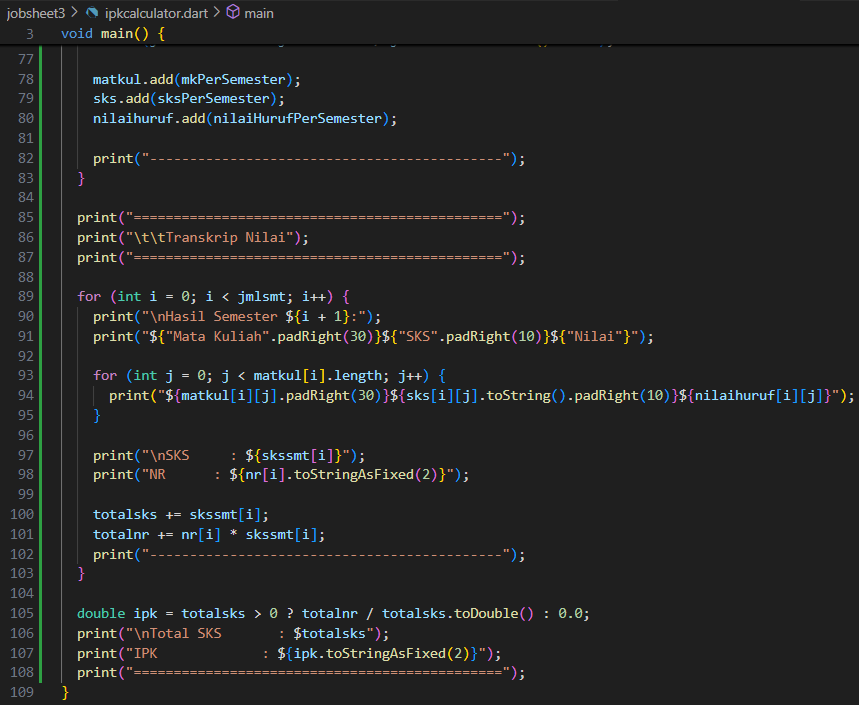 jobsheet3 > ipkcalculator.dart > main
3 void main() {
77
78 matkul.add(mkPerSemester);
79 sks.add(sksPerSemester);
80 nilaihuruf.add(nilaiHurufPerSemester);
81
82 print("--------------------------------------------");
83 }
84
85 print("==============================================");
86 print("\t\tTranskrip Nilai");
87 print("==============================================");
88
89 for (int i = 0; i < jmlsmt; i++) {
90 print("\nHasil Semester ${i + 1}:");
91 print("${"Mata Kuliah".padRight(30)}${"SKS".padRight(10)}${"Nilai"}");
92
93 for (int j = 0; j < matkul[i].length; j++) {
94 print("${matkul[i][j].padRight(30)}${sks[i][j].toString().padRight(10)}${nilaihuruf[i][j]}");
95 }
96
97 print("\nSKS     : ${skssmt[i]}");
98 print("NR      : ${nr[i].toStringAsFixed(2)}");
99
100 totalsks += skssmt[i];
101 totalnr += nr[i] * skssmt[i];
102 print("--------------------------------------------");
103 }
104
105 double ipk = totalsks > 0 ? totalnr / totalsks.toDouble() : 0.0;
106 print("\nTotal SKS       : $totalsks");
107 print("IPK             : ${ipk.toStringAsFixed(2)}");
108 print("==============================================");
109 }